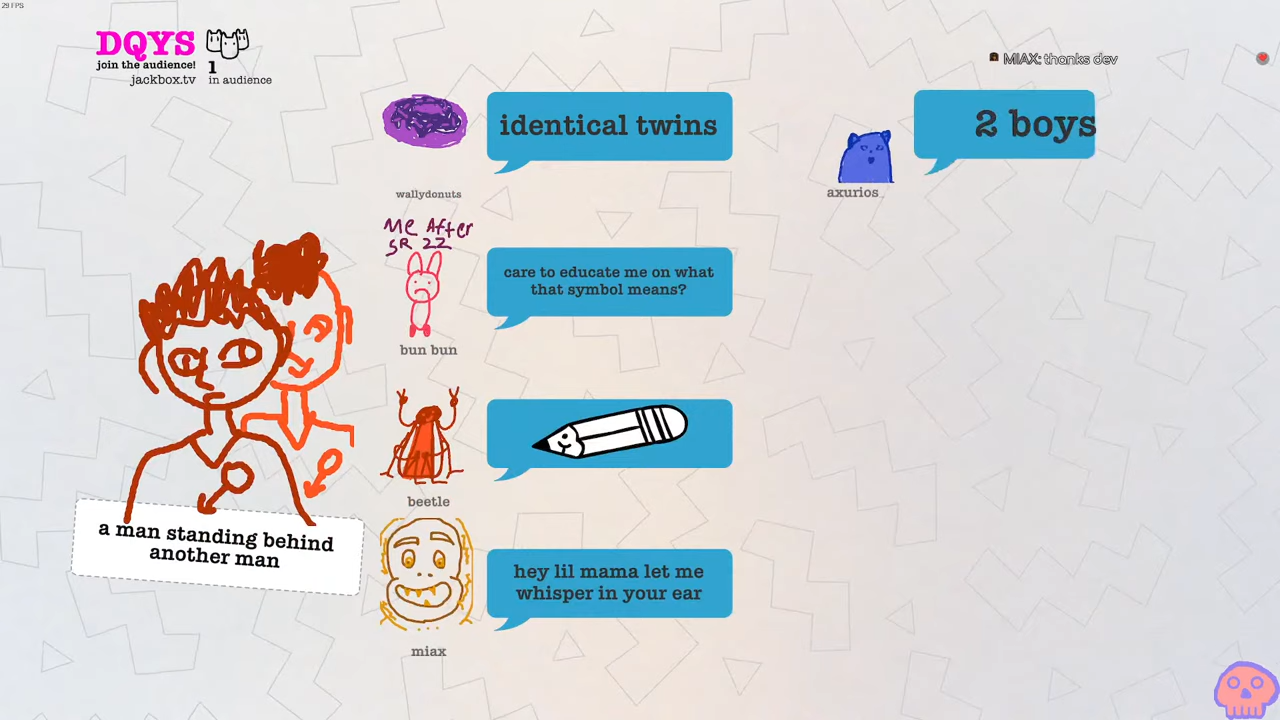 29 FPS
DQYS
join the audience!
jackbox.tv
1
in audience
MIAX: thanks dev
identical twins
wallydonuts
2 boys
axurios
Me After
SR 22
care to educate me on what
that symbol means?
bun bun
beetle
a man standing behind
another man
hey lil mama let me
whisper in your ear
miax